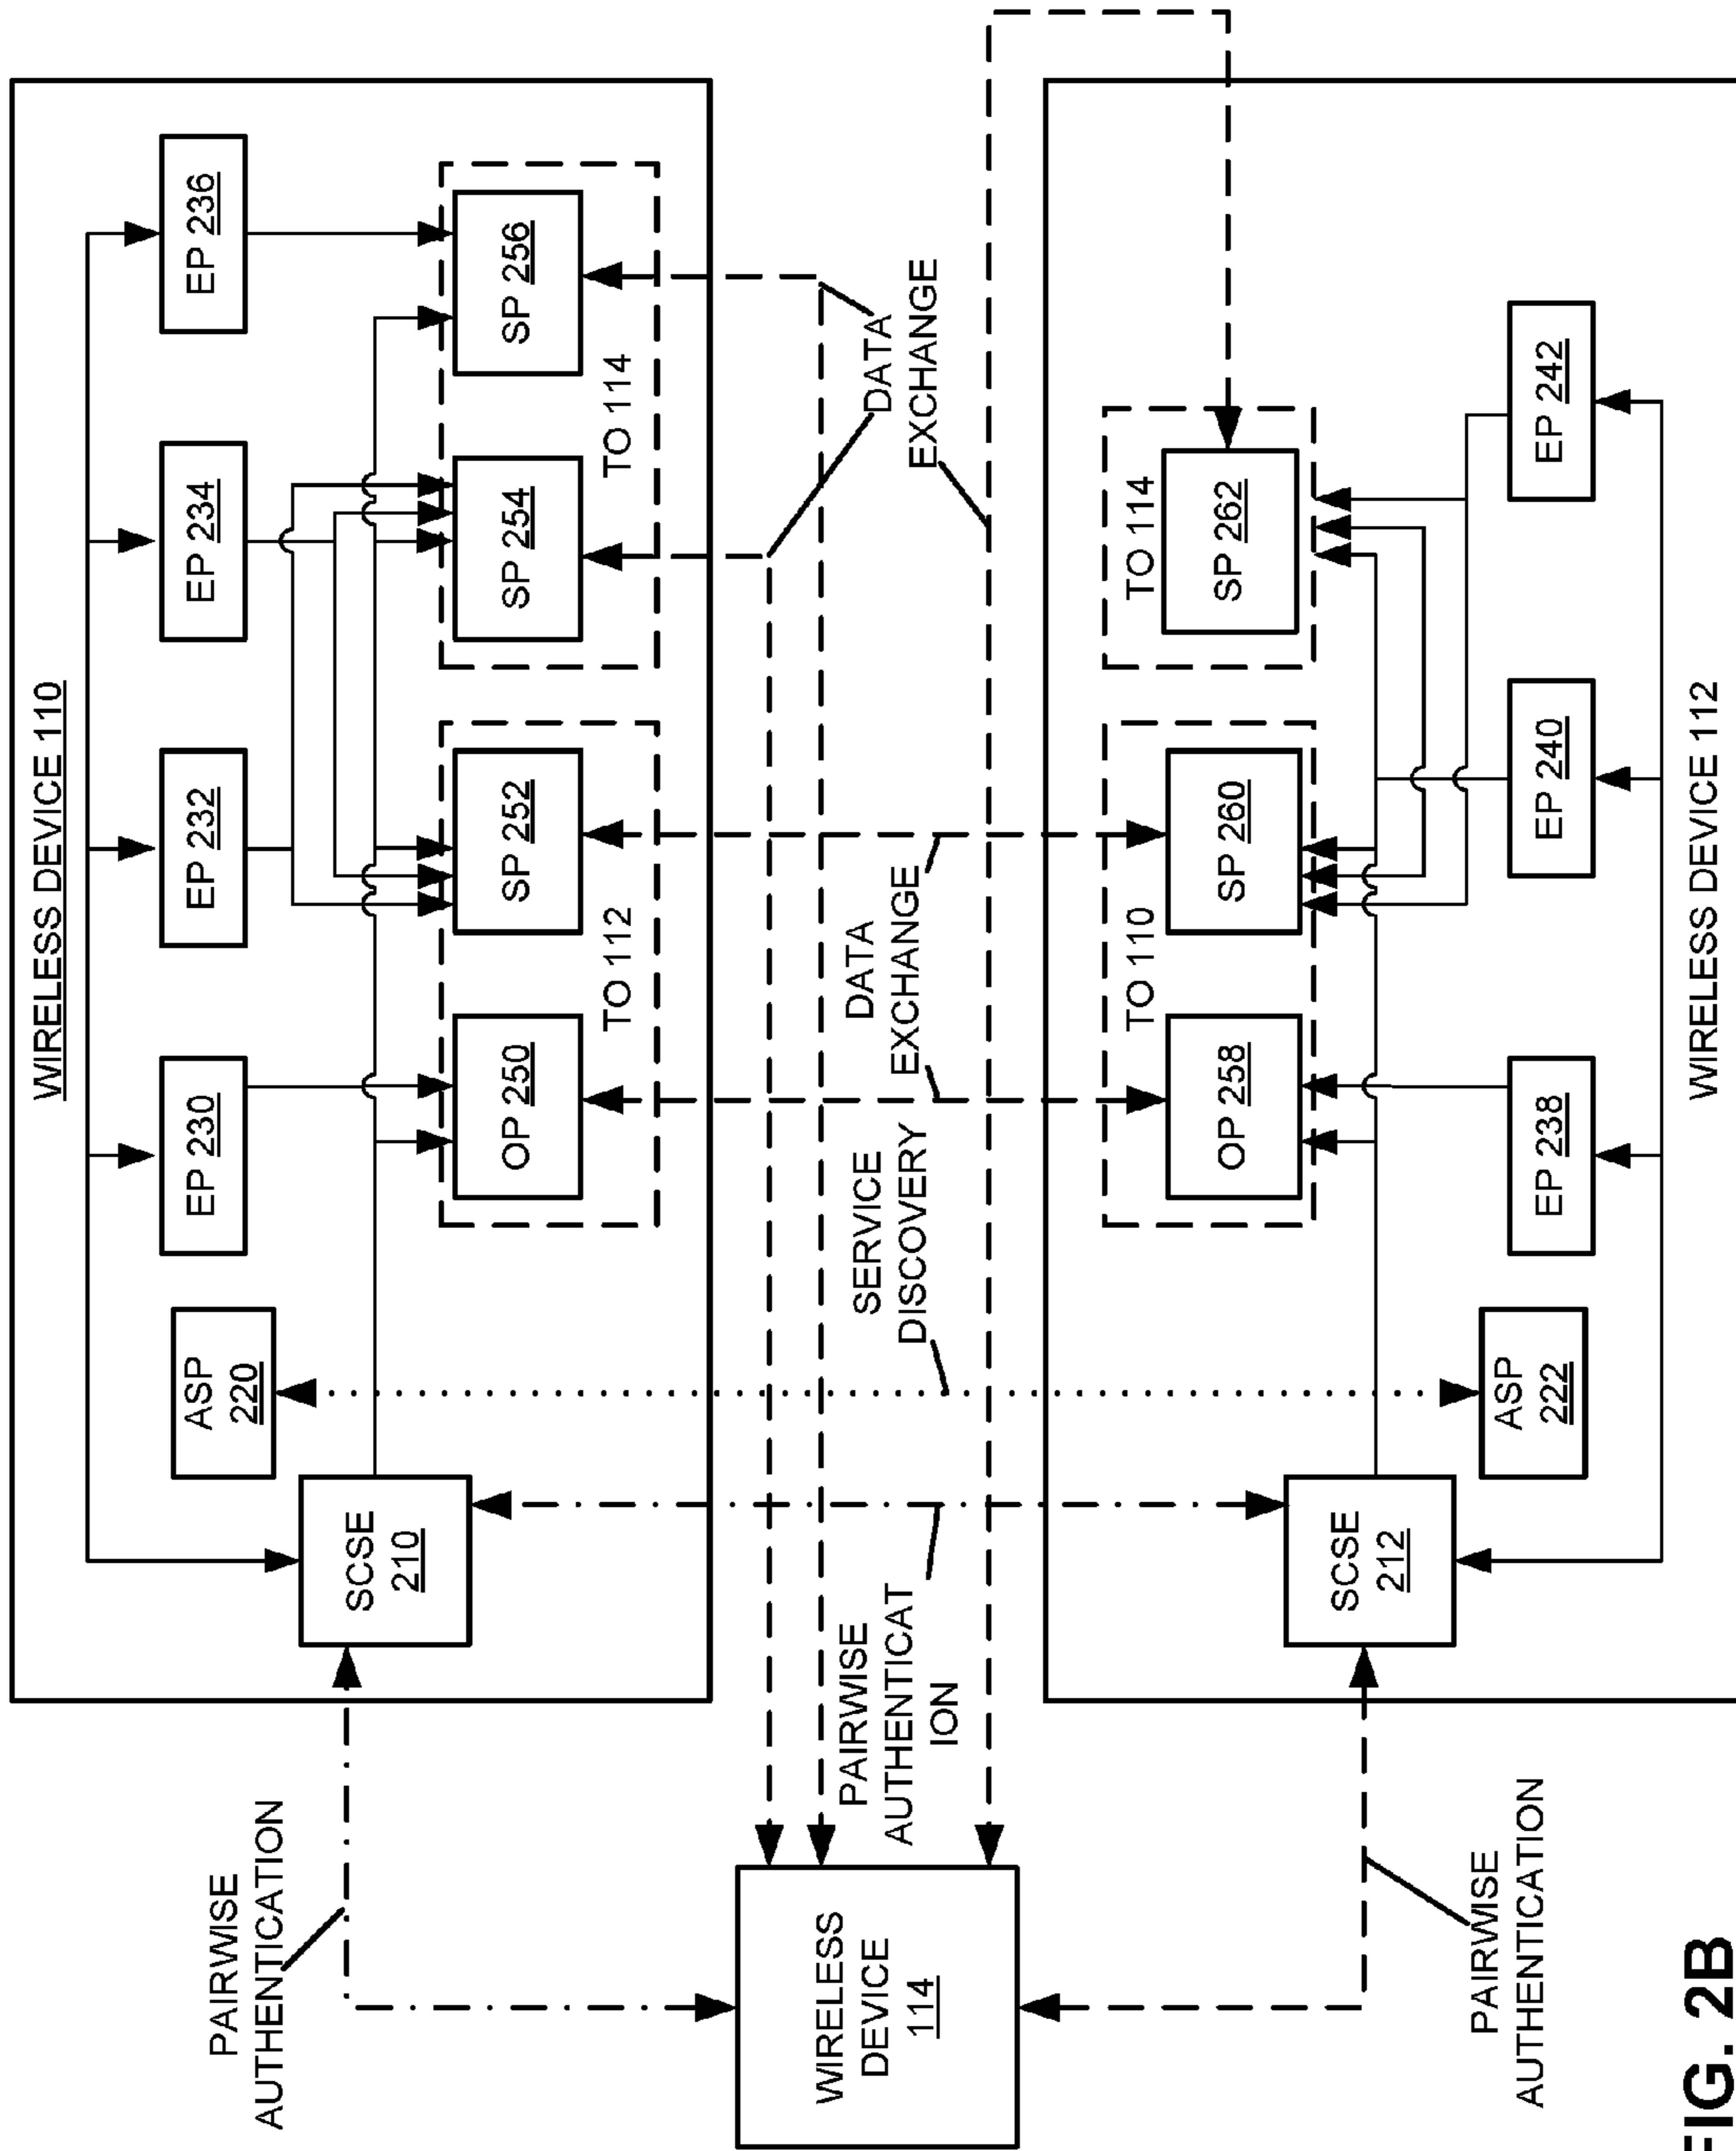 WIRELESS DEVICE 110
EP 230
EP 232
EP 234
EP 236
ASP
220
SCSE
210
OP 250
SP 252
SP 254
SP 256
TO 112
TO 114
PAIRWISE
AUTHENTICATION
WIRELESS
DEVICE
114
PAIRWISE
AUTHENTICAT
ION
SERVICE
DISCOVERY
DATA
EXCHANGE
DATA
EXCHANGE
TO 110
TO 114
OP 258
SP 260
SP 262
SCSE
212
ASP
222
EP 238
EP 240
EP 242
PAIRWISE
AUTHENTICATION
WIRELESS DEVICE 112
FIG. 2B